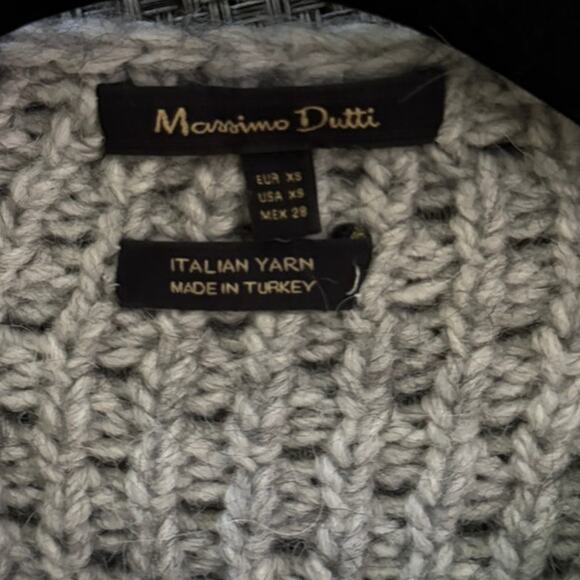 Massimo Dutti
EUR XS
USA XS
MEX 28
ITALIAN YARN
MADE IN TURKEY